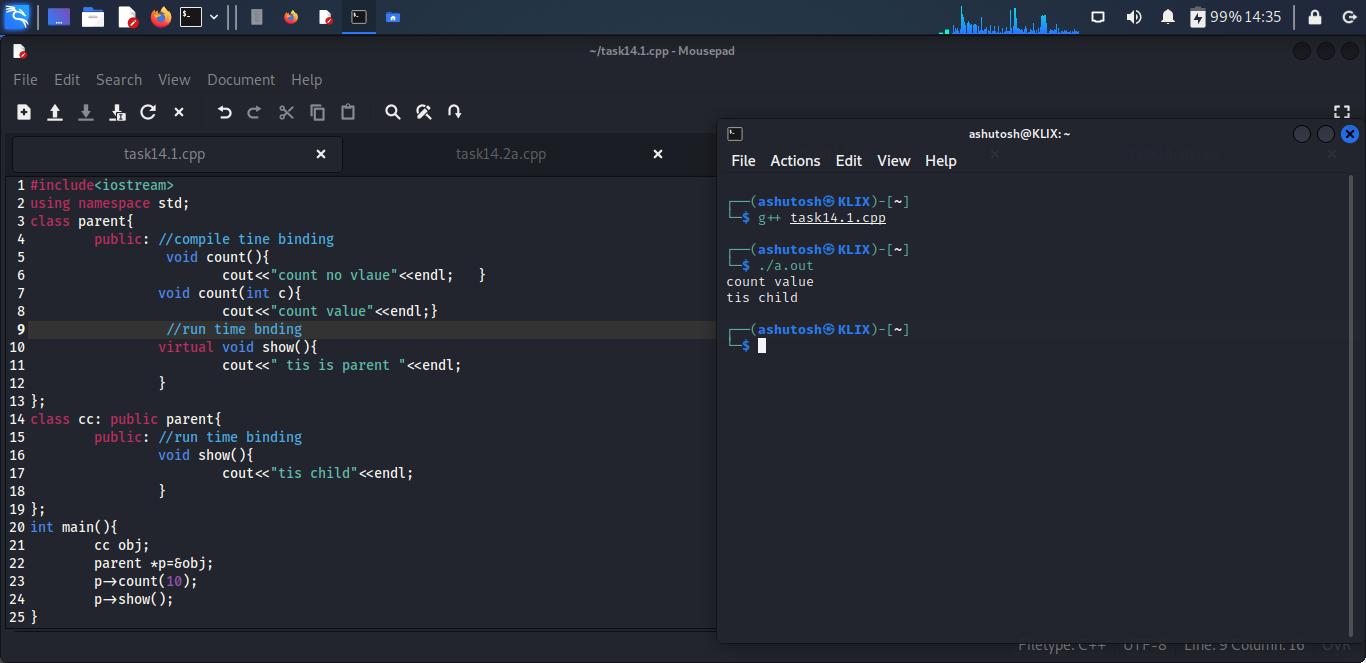 99% 14:35
~/task14.1.cpp - Mousepad
File Edit Search View Document Help
task14.1.cpp
task14.2a.cpp
1 #include<iostream>
2 using namespace std;
3 class parent{
4 public: //compile tine binding
5 void count(){
6 cout<<"count no vlaue"<<endl; }
7 void count(int c){
8 cout<<"count value"<<endl;}
9 //run time bnding
10 virtual void show(){
11 cout<<" tis is parent "<<endl;
12 }
13 };
14 class cc: public parent{
15 public: //run time binding
16 void show(){
17 cout<<"tis child"<<endl;
18 }
19 };
20 int main(){
21 cc obj;
22 parent *p=&obj;
23 p->count(10);
24 p->show();
25 }
ashutosh@KLIX: ~
File Actions Edit View Help
┌──(ashutosh㉿KLIX)-[~]
└─$ g++ task14.1.cpp
┌──(ashutosh㉿KLIX)-[~]
└─$ ./a.out
count value
tis child
┌──(ashutosh㉿KLIX)-[~]
└─$
Filetype: C++ UTF-8 Line: 9 Column: 16 OVR